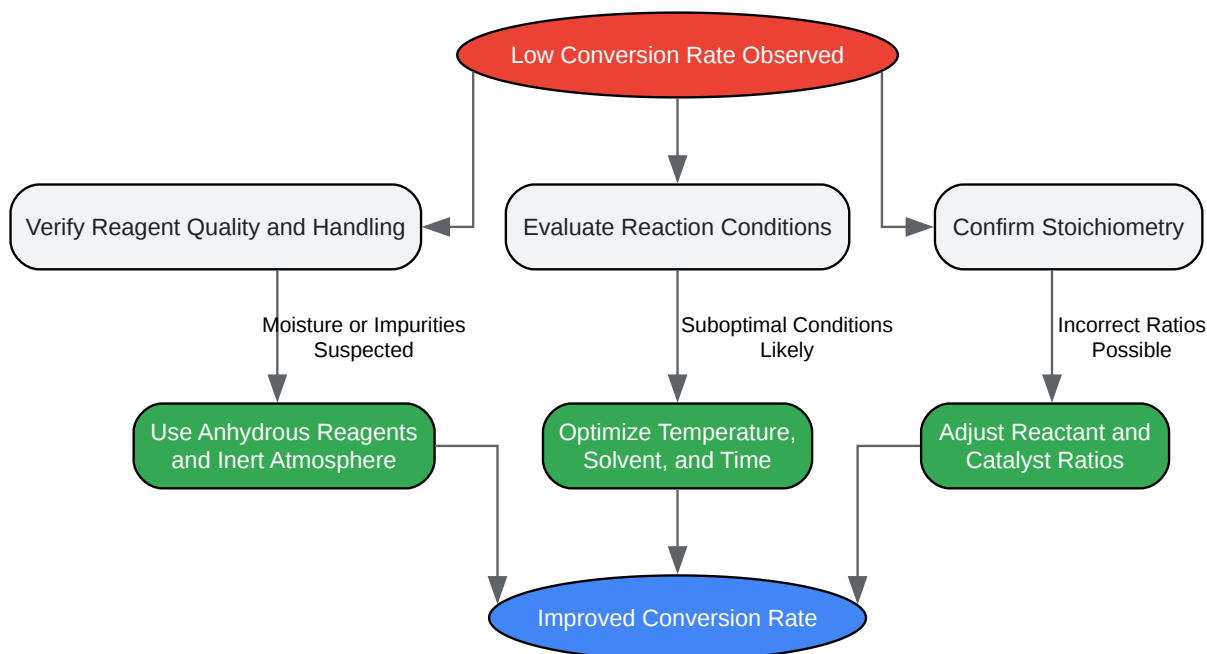 Low Conversion Rate Observed
Verify Reagent Quality and Handling
Evaluate Reaction Conditions
Confirm Stoichiometry
Moisture or Impurities
Suspected
Suboptimal Conditions
Likely
Incorrect Ratios
Possible
Use Anhydrous Reagents
and Inert Atmosphere
Optimize Temperature,
Solvent, and Time
Adjust Reactant and
Catalyst Ratios
Improved Conversion Rate